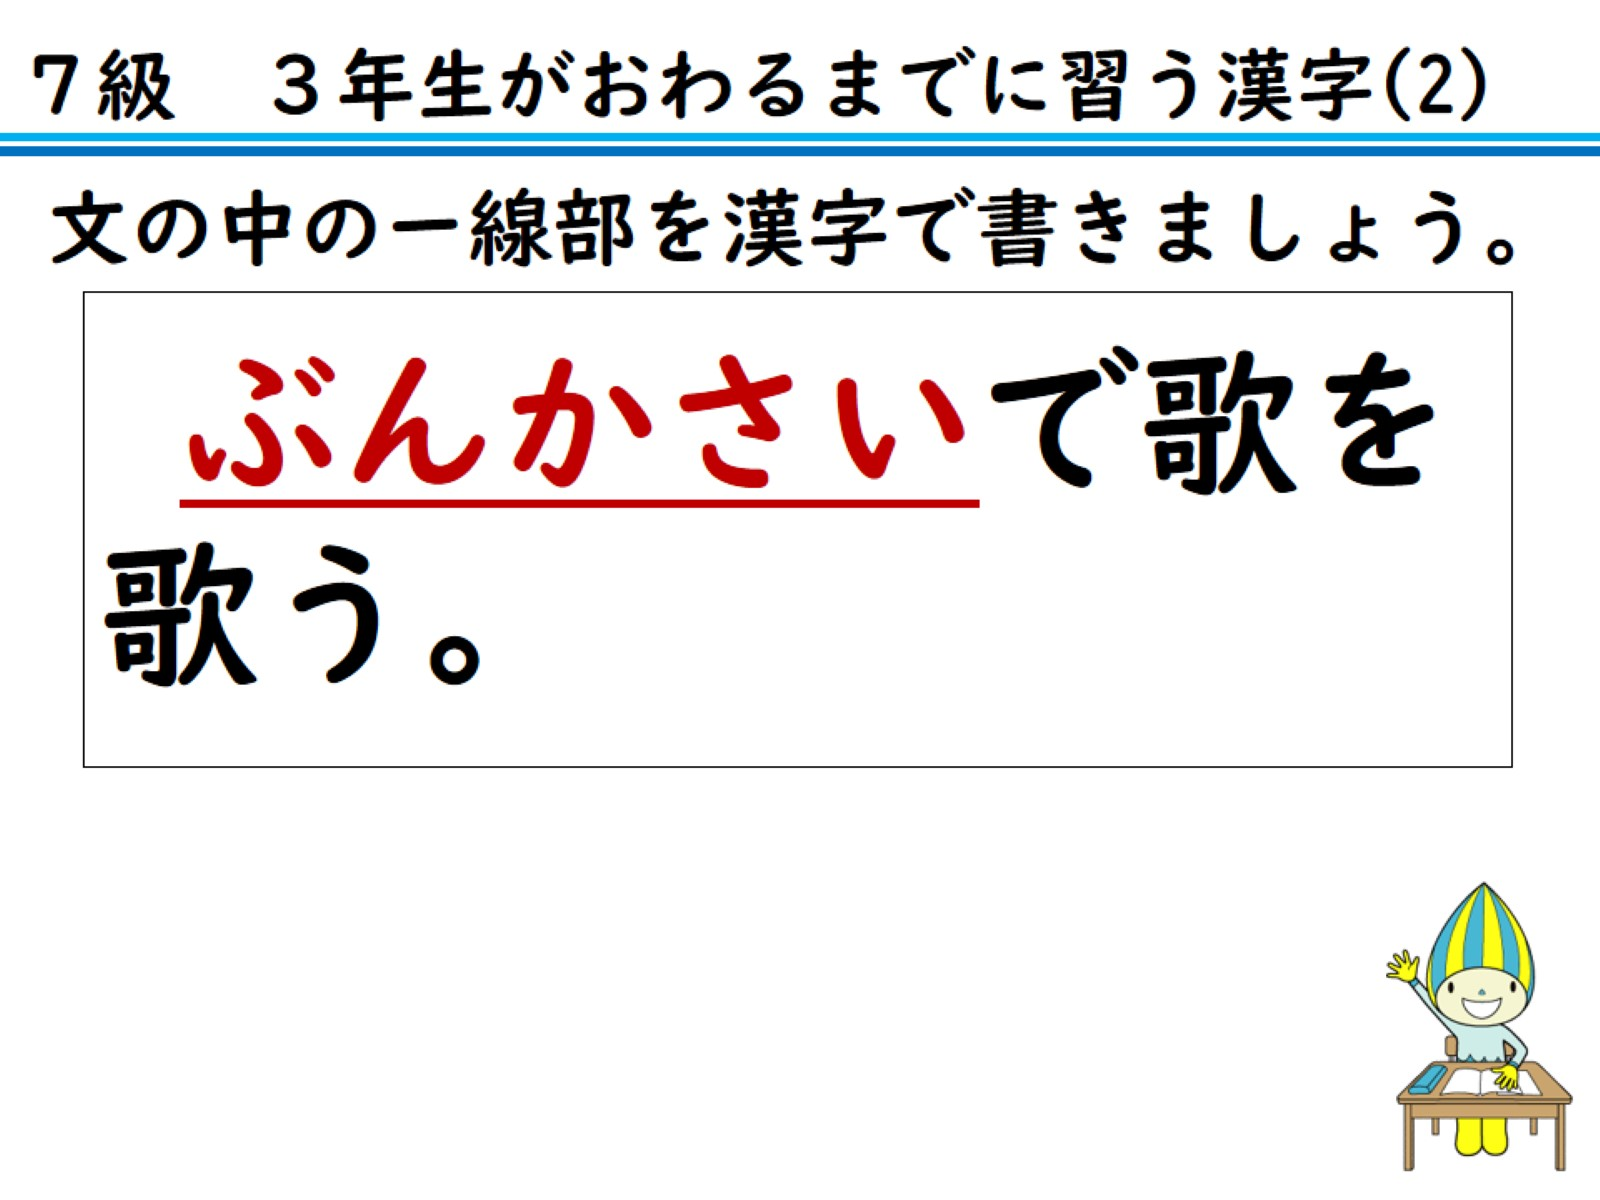 ７級　３年生がおわるまでに習う漢字(2)
文の中の一線部を漢字で書きましょう。
ぶんかさいで歌を
歌う。